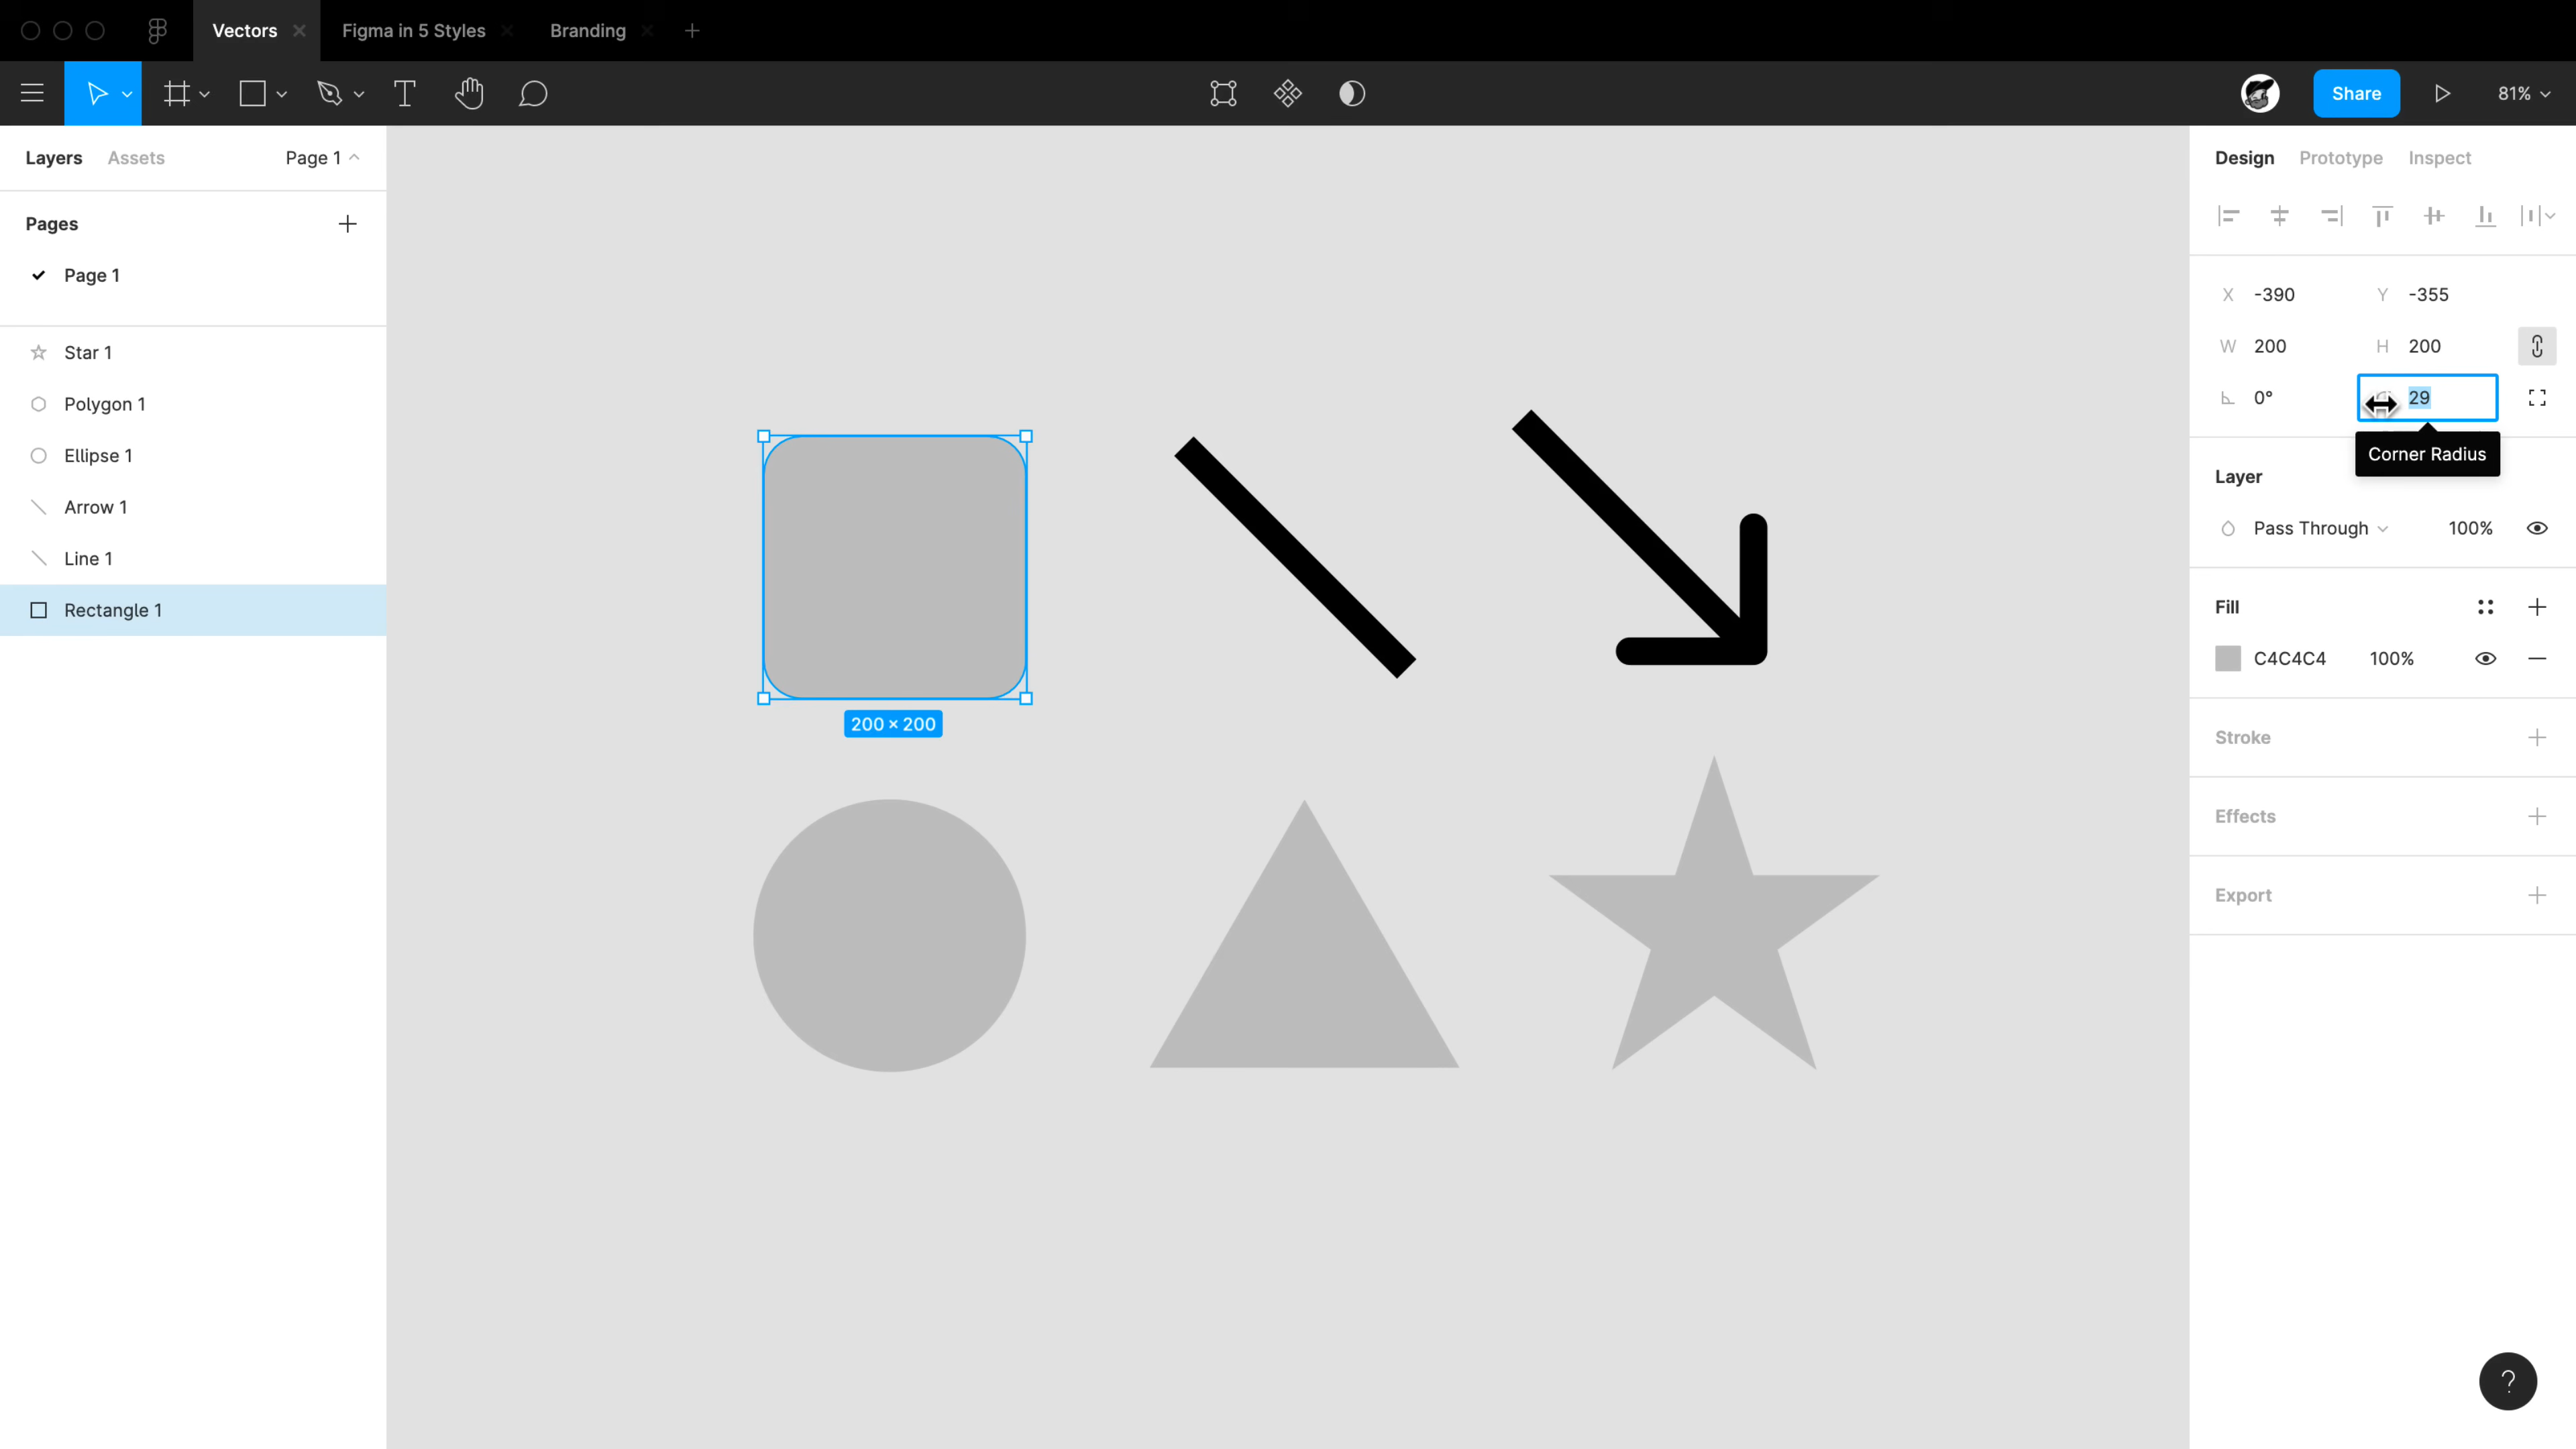 Vectors Figma in 5 Styles Branding
Share 81%
Layers Assets Page 1
Pages
Page 1
Star 1
Polygon 1
Ellipse 1
Arrow 1
Line 1
Rectangle 1
200 × 200
Design Prototype Inspect
X -390 Y -355
W 200 H 200
0° 29
Corner Radius
Layer
Pass Through 100%
Fill
C4C4C4 100%
Stroke
Effects
Export
?